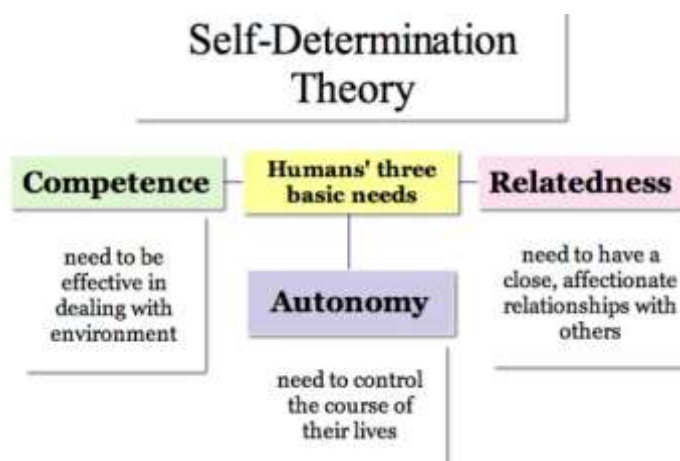 Self-Determination
Theory
Humans' three
basic needs
Competence
need to be
effective in
dealing with
environment
Autonomy
need to control
the course of
their lives
Relatedness
need to have a
close, affectionate
relationships with
others